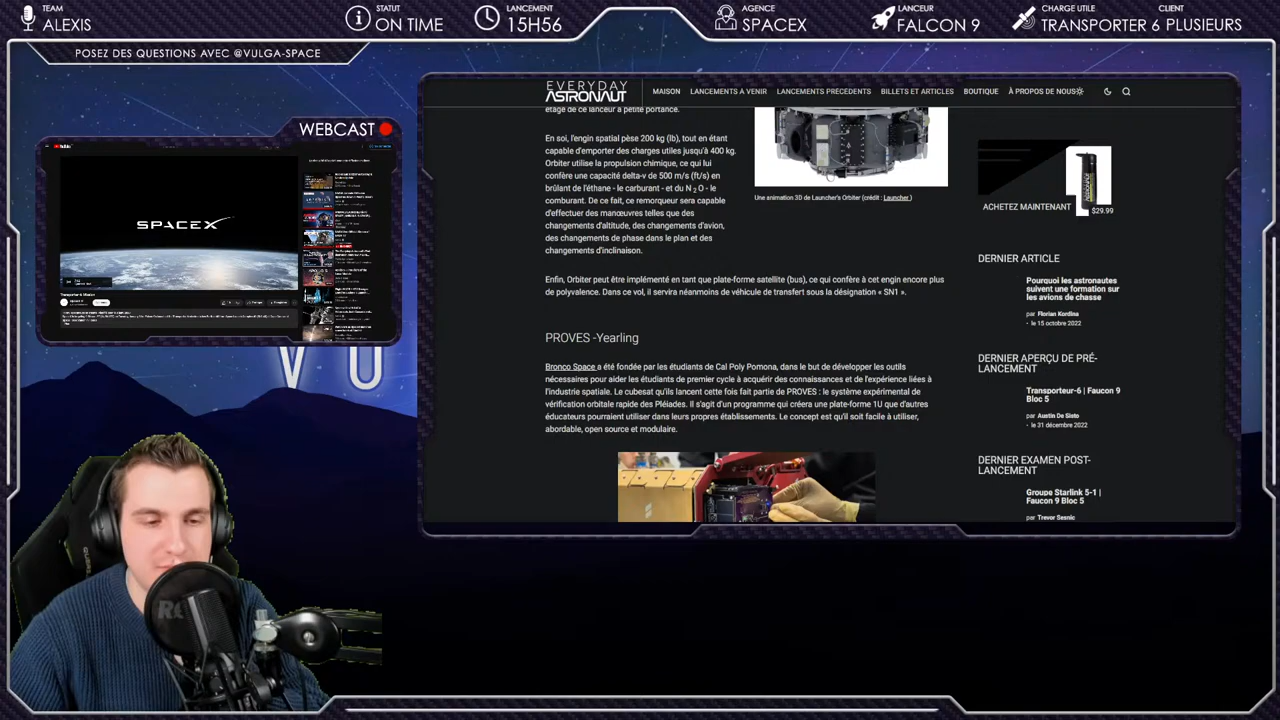 TEAM
ALEXIS
STATUT
ON TIME
LANCEMENT
15H56
AGENCE
SPACEX
LANCEUR
FALCON 9
CHARGE UTILE
TRANSPORTER 6
CLIENT
PLUSIEURS
POSEZ DES QUESTIONS AVEC @VULGA-SPACE
WEBCAST
SPACEX
V U
EVERYDAY
ASTRONAUT
MAISON
LANCEMENTS À VENIR
LANCEMENTS PRÉCÉDENTS
BILLETS ET ARTICLES
BOUTIQUE
À PROPOS DE NOUS
étage de ce lanceur à petite portance.
En soi, l'engin spatial pèse 200 kg (lb), tout en étant
capable d'emporter des charges utiles jusqu'à 400 kg.
Orbiter utilise la propulsion chimique, ce qui lui
confère une capacité delta-v de 500 m/s (ft/s) en
brûlant de l'éthane - le carburant - et du N 2 O - le
comburant. De ce fait, ce remorqueur sera capable
d'effectuer des manœuvres telles que des
changements d'altitude, des changements d'avion,
des changements de phase dans le plan et des
changements d'inclinaison.
Une animation 3D de Launcher's Orbiter (crédit : Launcher )
Enfin, Orbiter peut être implémenté en tant que plate-forme satellite (bus), ce qui confère à cet engin encore plus
de polyvalence. Dans ce vol, il servira néanmoins de véhicule de transfert sous la désignation « SN1 ».
PROVES -Yearling
Bronco Space a été fondée par les étudiants de Cal Poly Pomona, dans le but de développer les outils
nécessaires pour aider les étudiants de premier cycle à acquérir des connaissances et de l'expérience liées à
l'industrie spatiale. Le cubesat qu'ils lancent cette fois fait partie de PROVES : le système expérimental de
vérification orbitale rapide des Pléiades. Il s'agit d'un programme qui créera une plate-forme 1U que d'autres
éducateurs pourraient utiliser dans leurs propres établissements. Le concept est qu'il soit facile à utiliser,
abordable, open source et modulaire.
ACHETEZ MAINTENANT
$29.99
DERNIER ARTICLE
Pourquoi les astronautes
suivent une formation sur
les avions de chasse
par Florian Kordina
• le 15 octobre 2022
DERNIER APERÇU DE PRÉ-
LANCEMENT
Transporteur-6 | Faucon 9
Bloc 5
par Austin De Sisto
• le 31 décembre 2022
DERNIER EXAMEN POST-
LANCEMENT
Groupe Starlink 5-1 |
Faucon 9 Bloc 5
par Trevor Sesnic